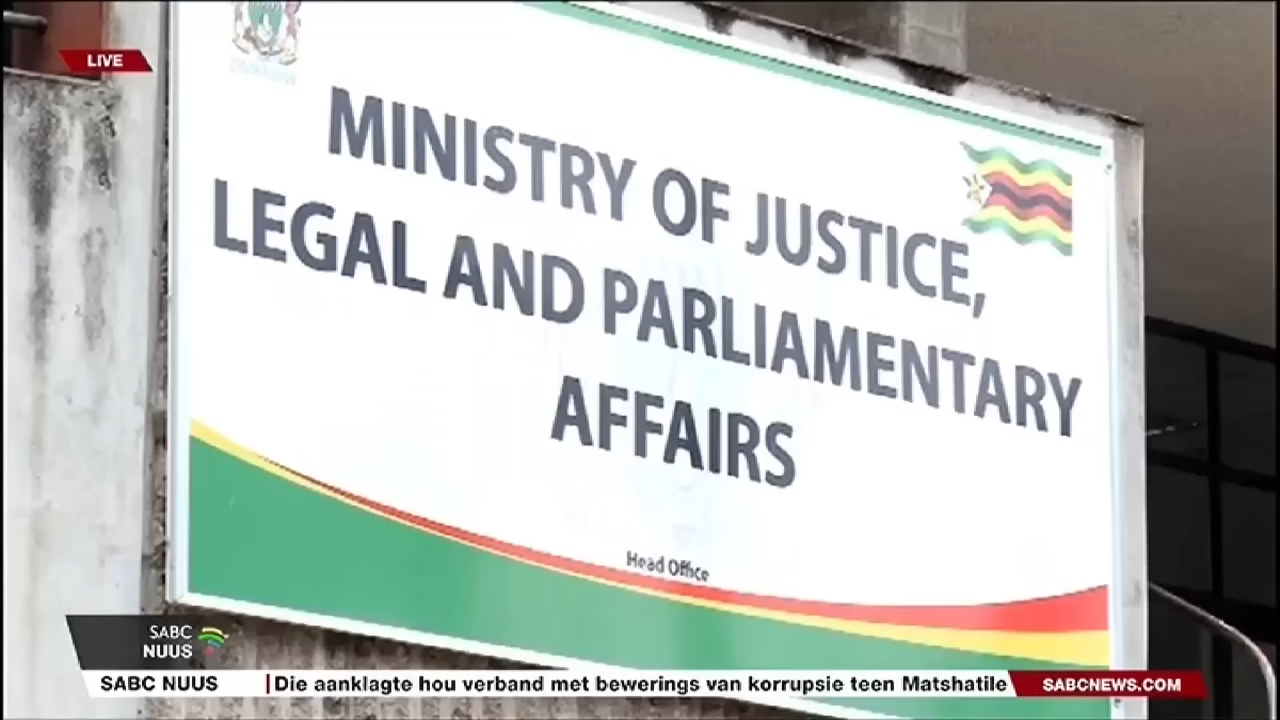 LIVE
MINISTRY OF JUSTICE,
LEGAL AND PARLIAMENTARY
AFFAIRS
Head Office
SABC
NUUS
SABC NUUS
Die aanklagte hou verband met bewerings van korrupsie teen Matshatile
SABCNEWS.COM